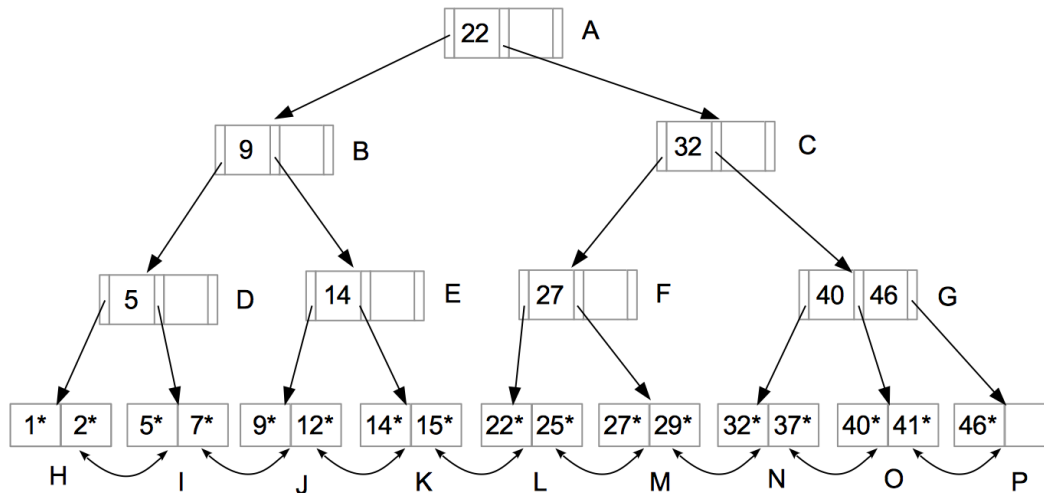 22 A
9 B 32 C
5 D 14 E 27 F 40 46 G
1* 2* 5* 7* 9* 12* 14* 15* 22* 25* 27* 29* 32* 37* 40* 41* 46*
H I J K L M N O P